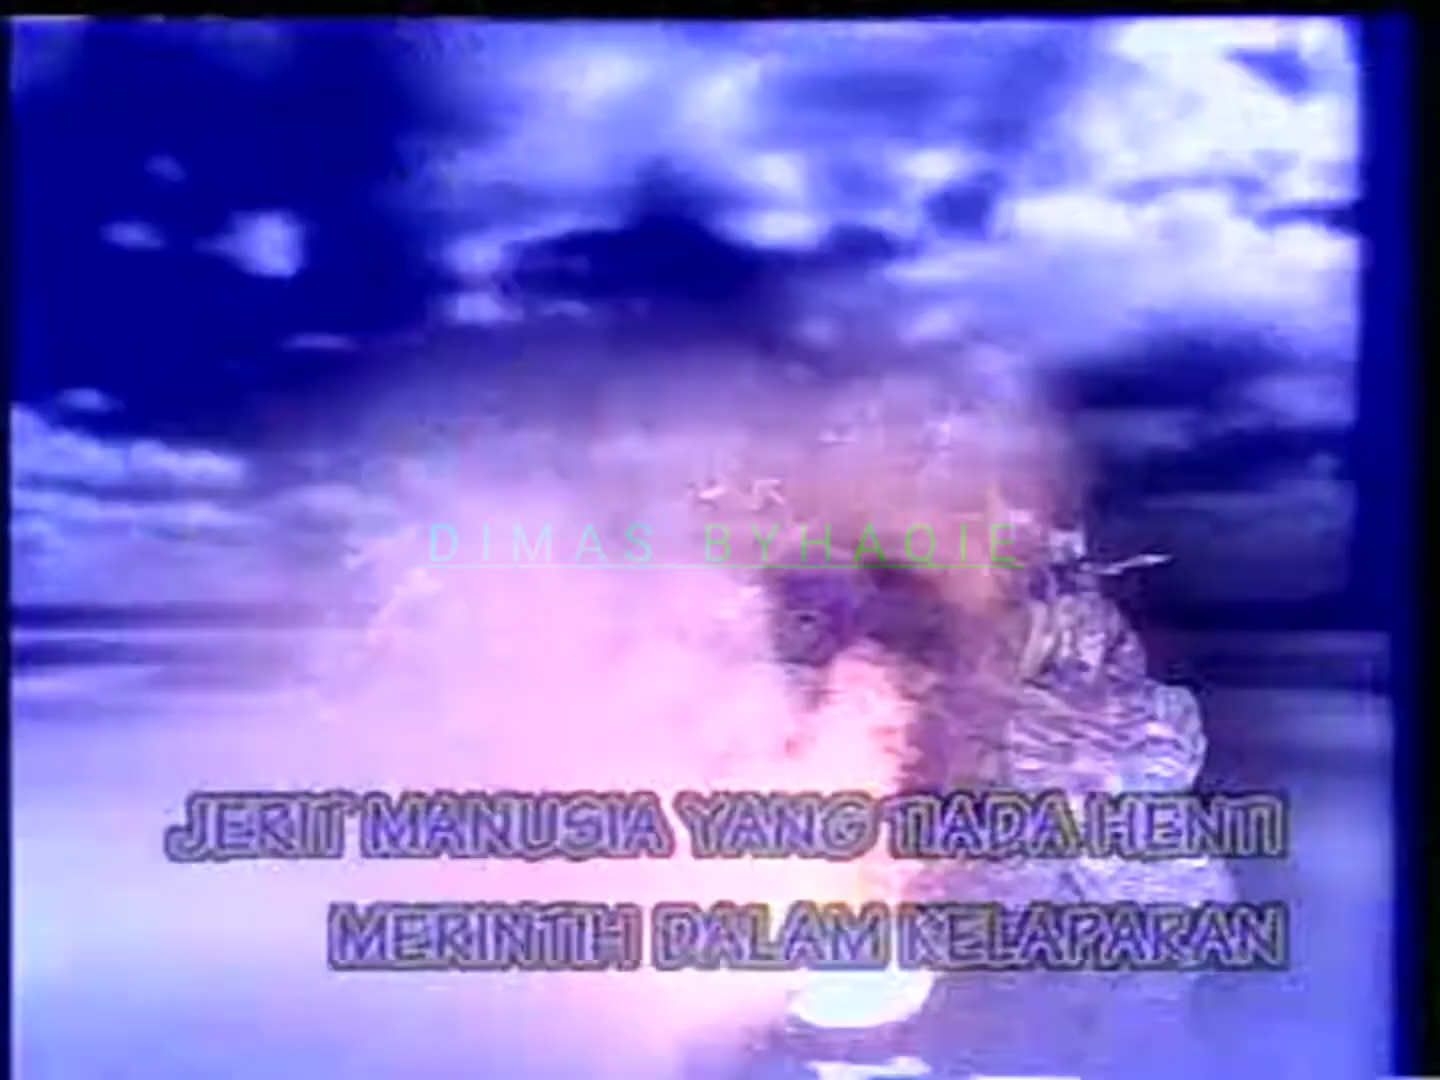 DIMAS BYHAQIE
JERIT MANUSIA YANG TIADA HENTI
MERINTIH DALAM KELAPARAN